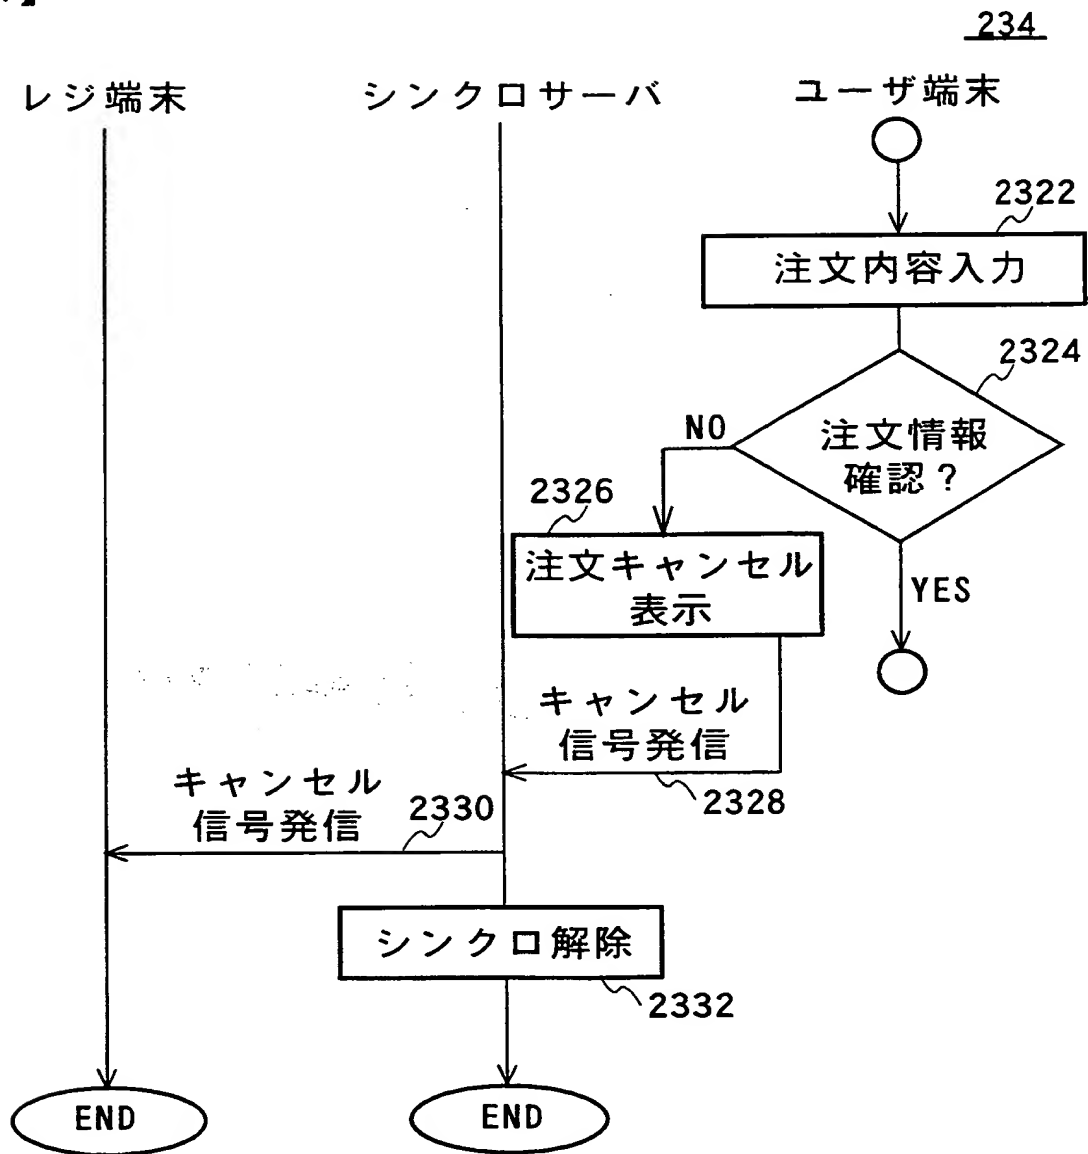 234
レジ端末
シンクロサーバ
ユーザ端末
2322
注文内容入力
2324
注文情報
確認?
NO
2326
注文キャンセル
表示
YES
キャンセル
信号発信
2328
キャンセル
信号発信
2330
シンクロ解除
2332
END
END